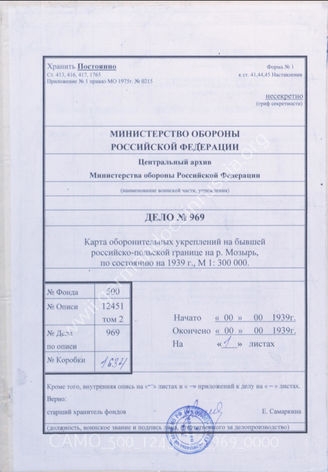 Хранить Постоянно
Ст. 413, 416, 417, 1765
Приложение № 1 приказ МО 1975г. № 0215
Форма № 1
к ст. 41,44,45 Наставления
несекретно
(гриф секретности)
МИНИСТЕРСТВО ОБОРОНЫ
РОССИЙСКОЙ ФЕДЕРАЦИИ
Центральный архив
Министерства обороны Российской Федерации
(наименование воинской части, учреждения)
ДЕЛО № 969
Карта оборонительных укреплений на бывшей
российско-польской границе на р. Мозырь,
по состоянию на 1939 г., М 1: 300 000.
№ Фонда 500
№ Описи 12451
том 2
№ Дела 969
по описи
№ Коробки 1634
Начато « 00 » 00 1939г.
Окончено « 00 » 00 1939г.
На « 1 » листах
Кроме того, внутренняя опись на «–» листах и «–» приложений к делу на «–» листах.
Верно:
старший хранитель фондов Е. Самаркина
(должность, воинское звание и подпись лица, ответственного за делопроизводство)